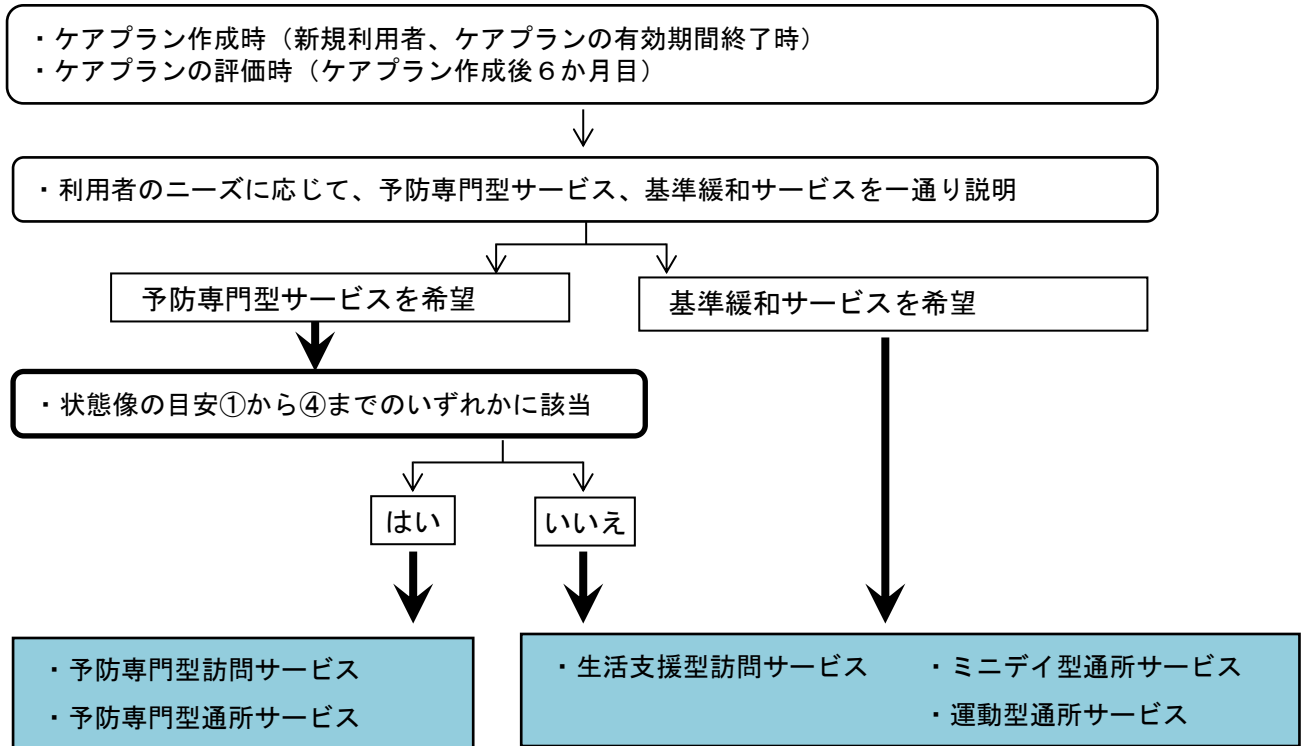 ・ケアプラン作成時（新規利用者、ケアプランの有効期間終了時）
・ケアプランの評価時（ケアプラン作成後６か月目）
・利用者のニーズに応じて、予防専門型サービス、基準緩和サービスを一通り説明
予防専門型サービスを希望
基準緩和サービスを希望
・状態像の目安①から④までのいずれかに該当
はい
いいえ
・予防専門型訪問サービス
・予防専門型通所サービス
・生活支援型訪問サービス
・ミニデイ型通所サービス
・運動型通所サービス